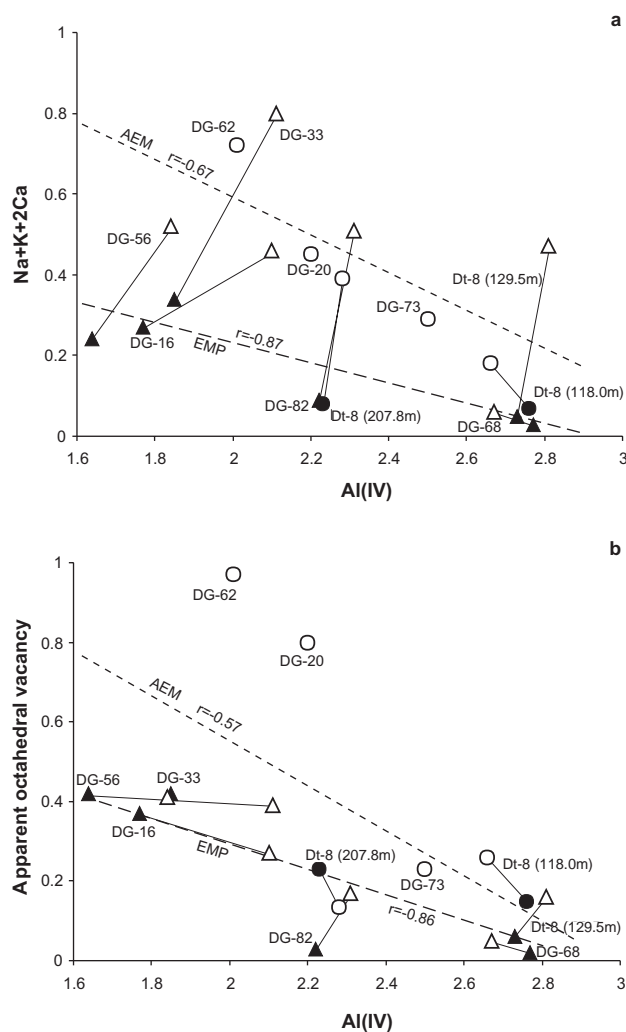 a
1
0.8
0.6
0.4
0.2
0
Na+K+2Ca
DG-62
DG-33
AEM r=-0.67
DG-56
DG-20
Dt-8 (129.5m)
DG-73
DG-16
EMP r=-0.87
DG-82
Dt-8 (207.8m)
Dt-8 (118.0m)
DG-68
1.6 1.8 2 2.2 2.4 2.6 2.8 3
Al(IV)
b
1
0.8
0.6
0.4
0.2
0
Apparent octahedral vacancy
DG-62
DG-20
AEM r=-0.57
DG-56
DG-33
DG-16
EMP
Dt-8 (207.8m)
Dt-8 (118.0m)
DG-73
r=-0.86
Dt-8 (129.5m)
DG-82
DG-68
1.6 1.8 2 2.2 2.4 2.6 2.8 3
Al(IV)